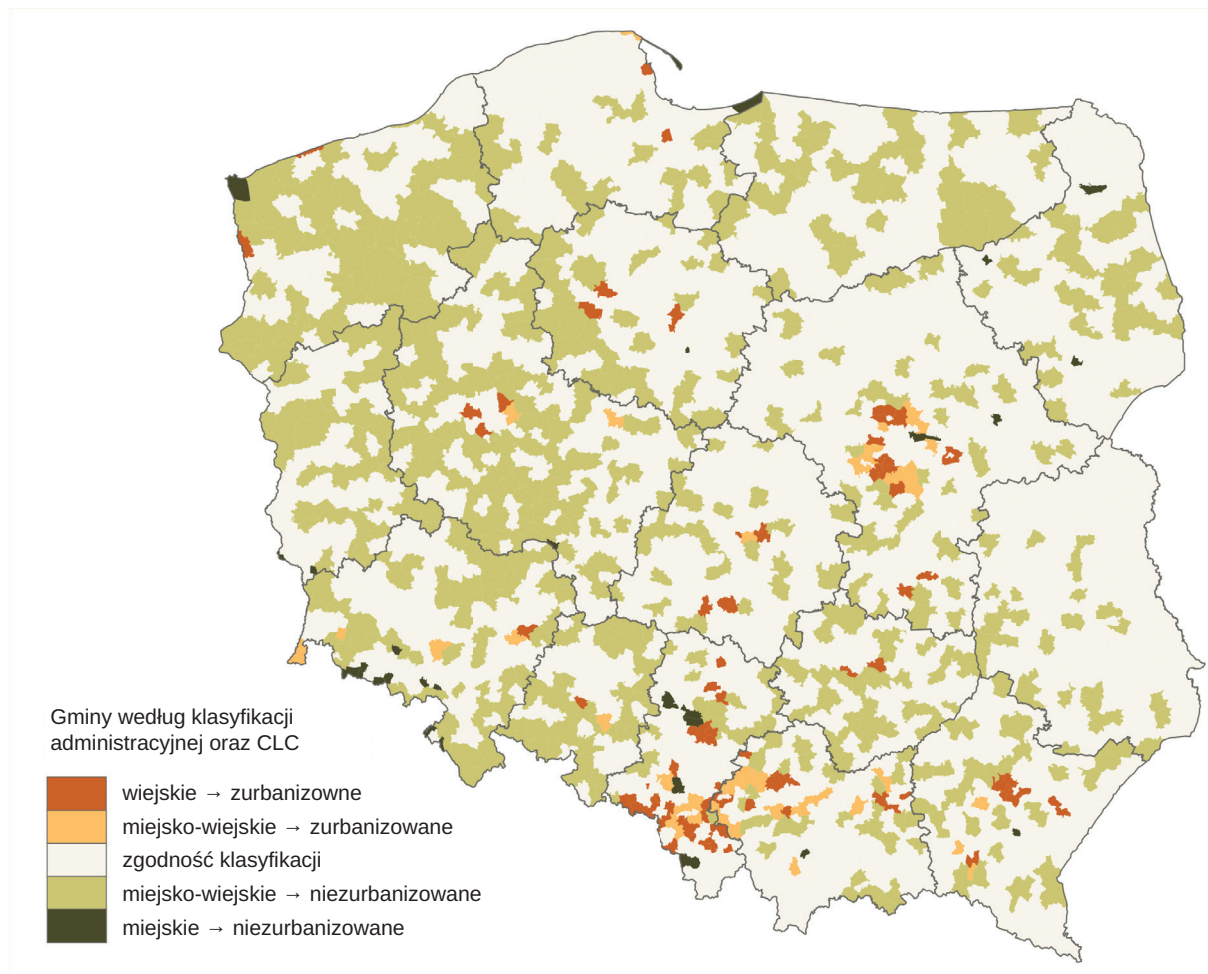 Gminy według klasyfikacji
administracyjnej oraz CLC
wiejskie → zurbanizowne
miejsko-wiejskie → zurbanizowane
zgodność klasyfikacji
miejsko-wiejskie → niezurbanizowane
miejskie → niezurbanizowane